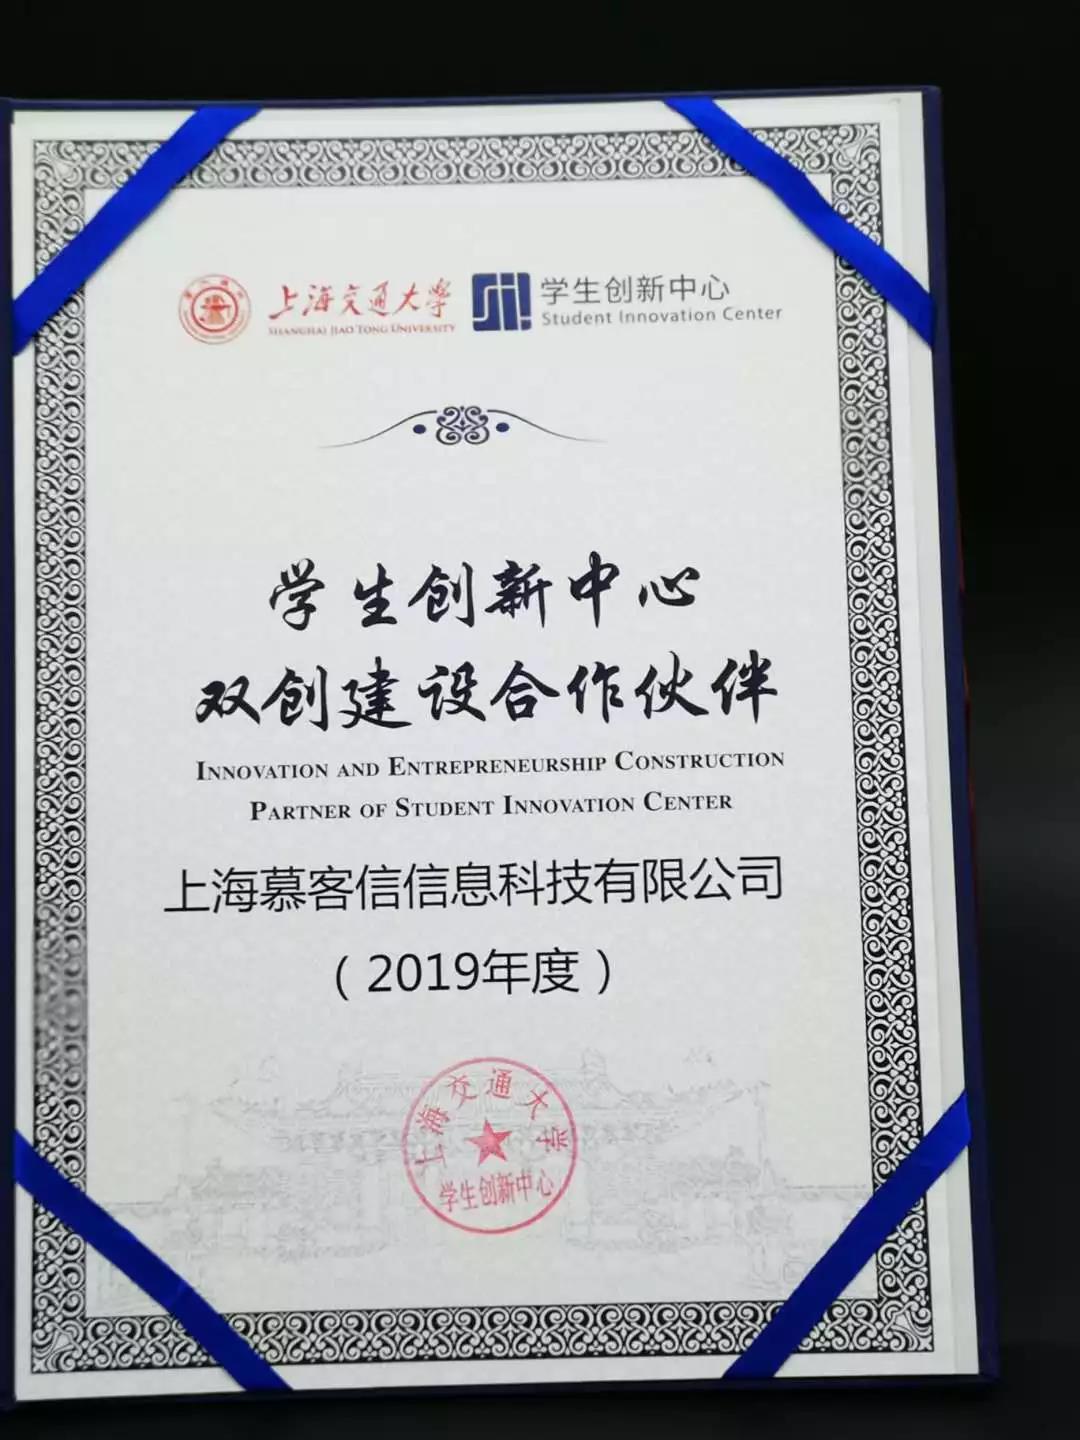 上海交通大学
SHANGHAI JIAO TONG UNIVERSITY
学生创新中心
Student Innovation Center
学生创新中心
双创建设合作伙伴
INNOVATION AND ENTREPRENEURSHIP CONSTRUCTION
PARTNER OF STUDENT INNOVATION CENTER
上海慕客信信息科技有限公司
（2019年度）
上海交通大学
学生创新中心